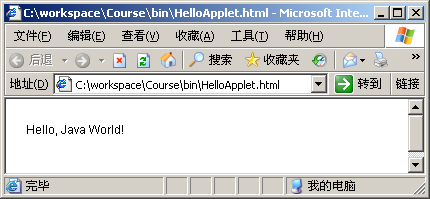 C:\workspace\Course\bin\HelloApplet.html - Microsoft Inte...
文件(F) 编辑(E) 查看(V) 收藏(A) 工具(T) 帮助(H)
后退 搜索 收藏夹
地址(D) C:\workspace\Course\bin\HelloApplet.html 转到 链接
Hello, Java World!
完毕 我的电脑